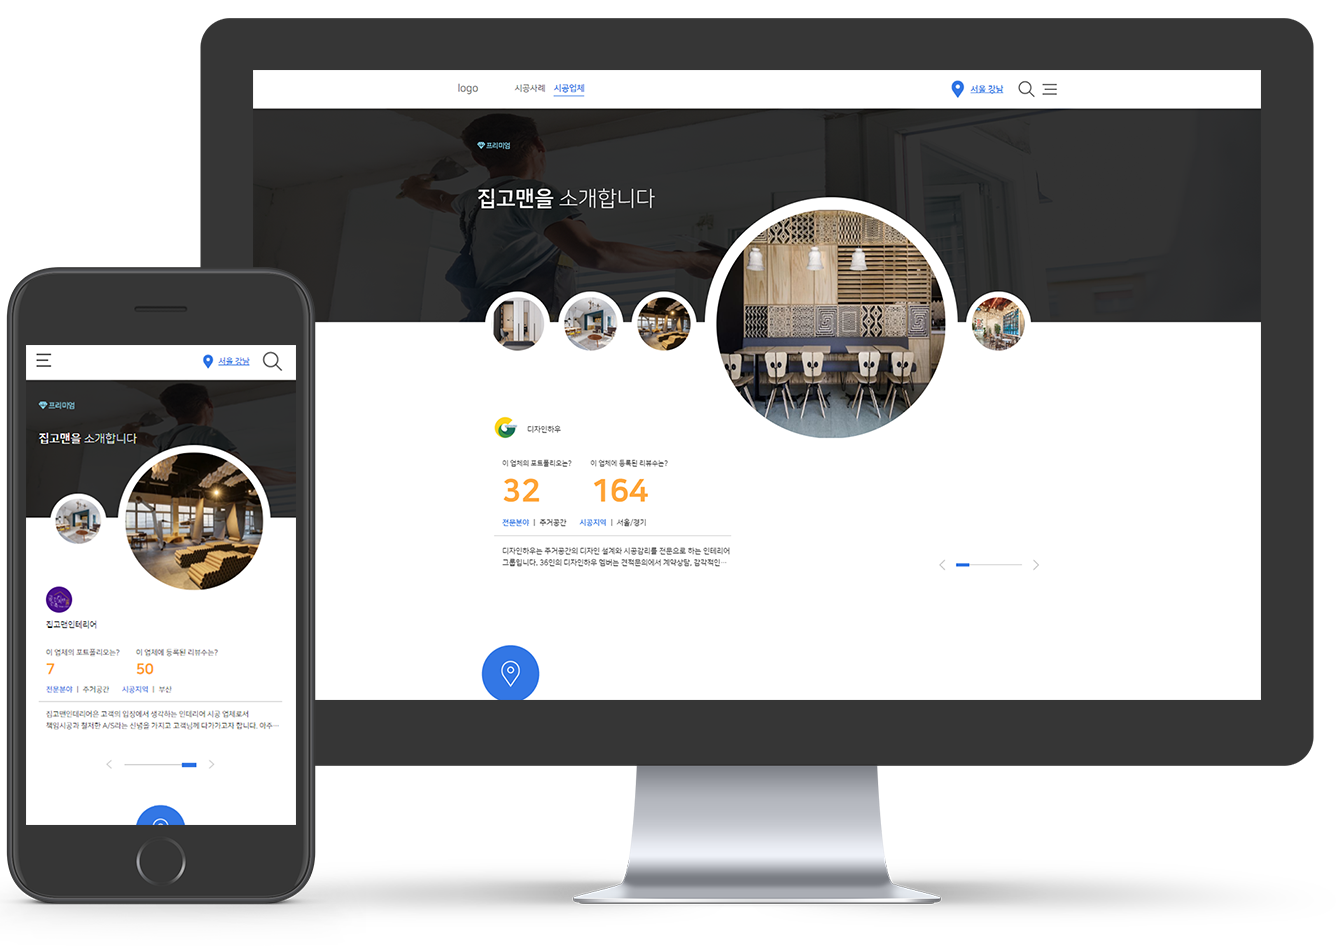 logo
시공사례
시공업체
서울 강남
프리미엄
집고맨을 소개합니다
디자인하우
이 업체의 포트폴리오는?
이 업체에 등록된 리뷰수는?
32
164
전문분야 | 주거공간
시공지역 | 서울/경기
디자인하우는 주거공간의 디자인 설계와 시공감리를 전문으로 하는 인테리어
그룹입니다. 36인의 디자인하우 멤버는 견적문의에서 계약상담, 감각적인…
서울 강남
프리미엄
집고맨을 소개합니다
집고맨인테리어
이 업체의 포트폴리오는?
이 업체에 등록된 리뷰수는?
7
50
전문분야 | 주거공간
시공지역 | 부산
집고맨인테리어은 고객의 입장에서 생각하는 인테리어 시공 업체로서
책임시공과 철저한 A/S라는 신념을 가지고 고객님께 다가가고자 합니다. 아주…